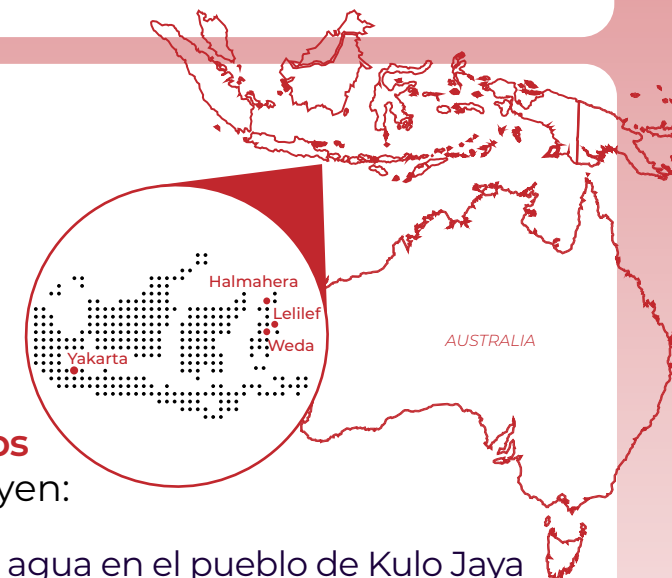 Halmahera
Lelilef
Weda
Yakarta
AUSTRALIA
os
yen:
agua en el pueblo de Kulo Jaya